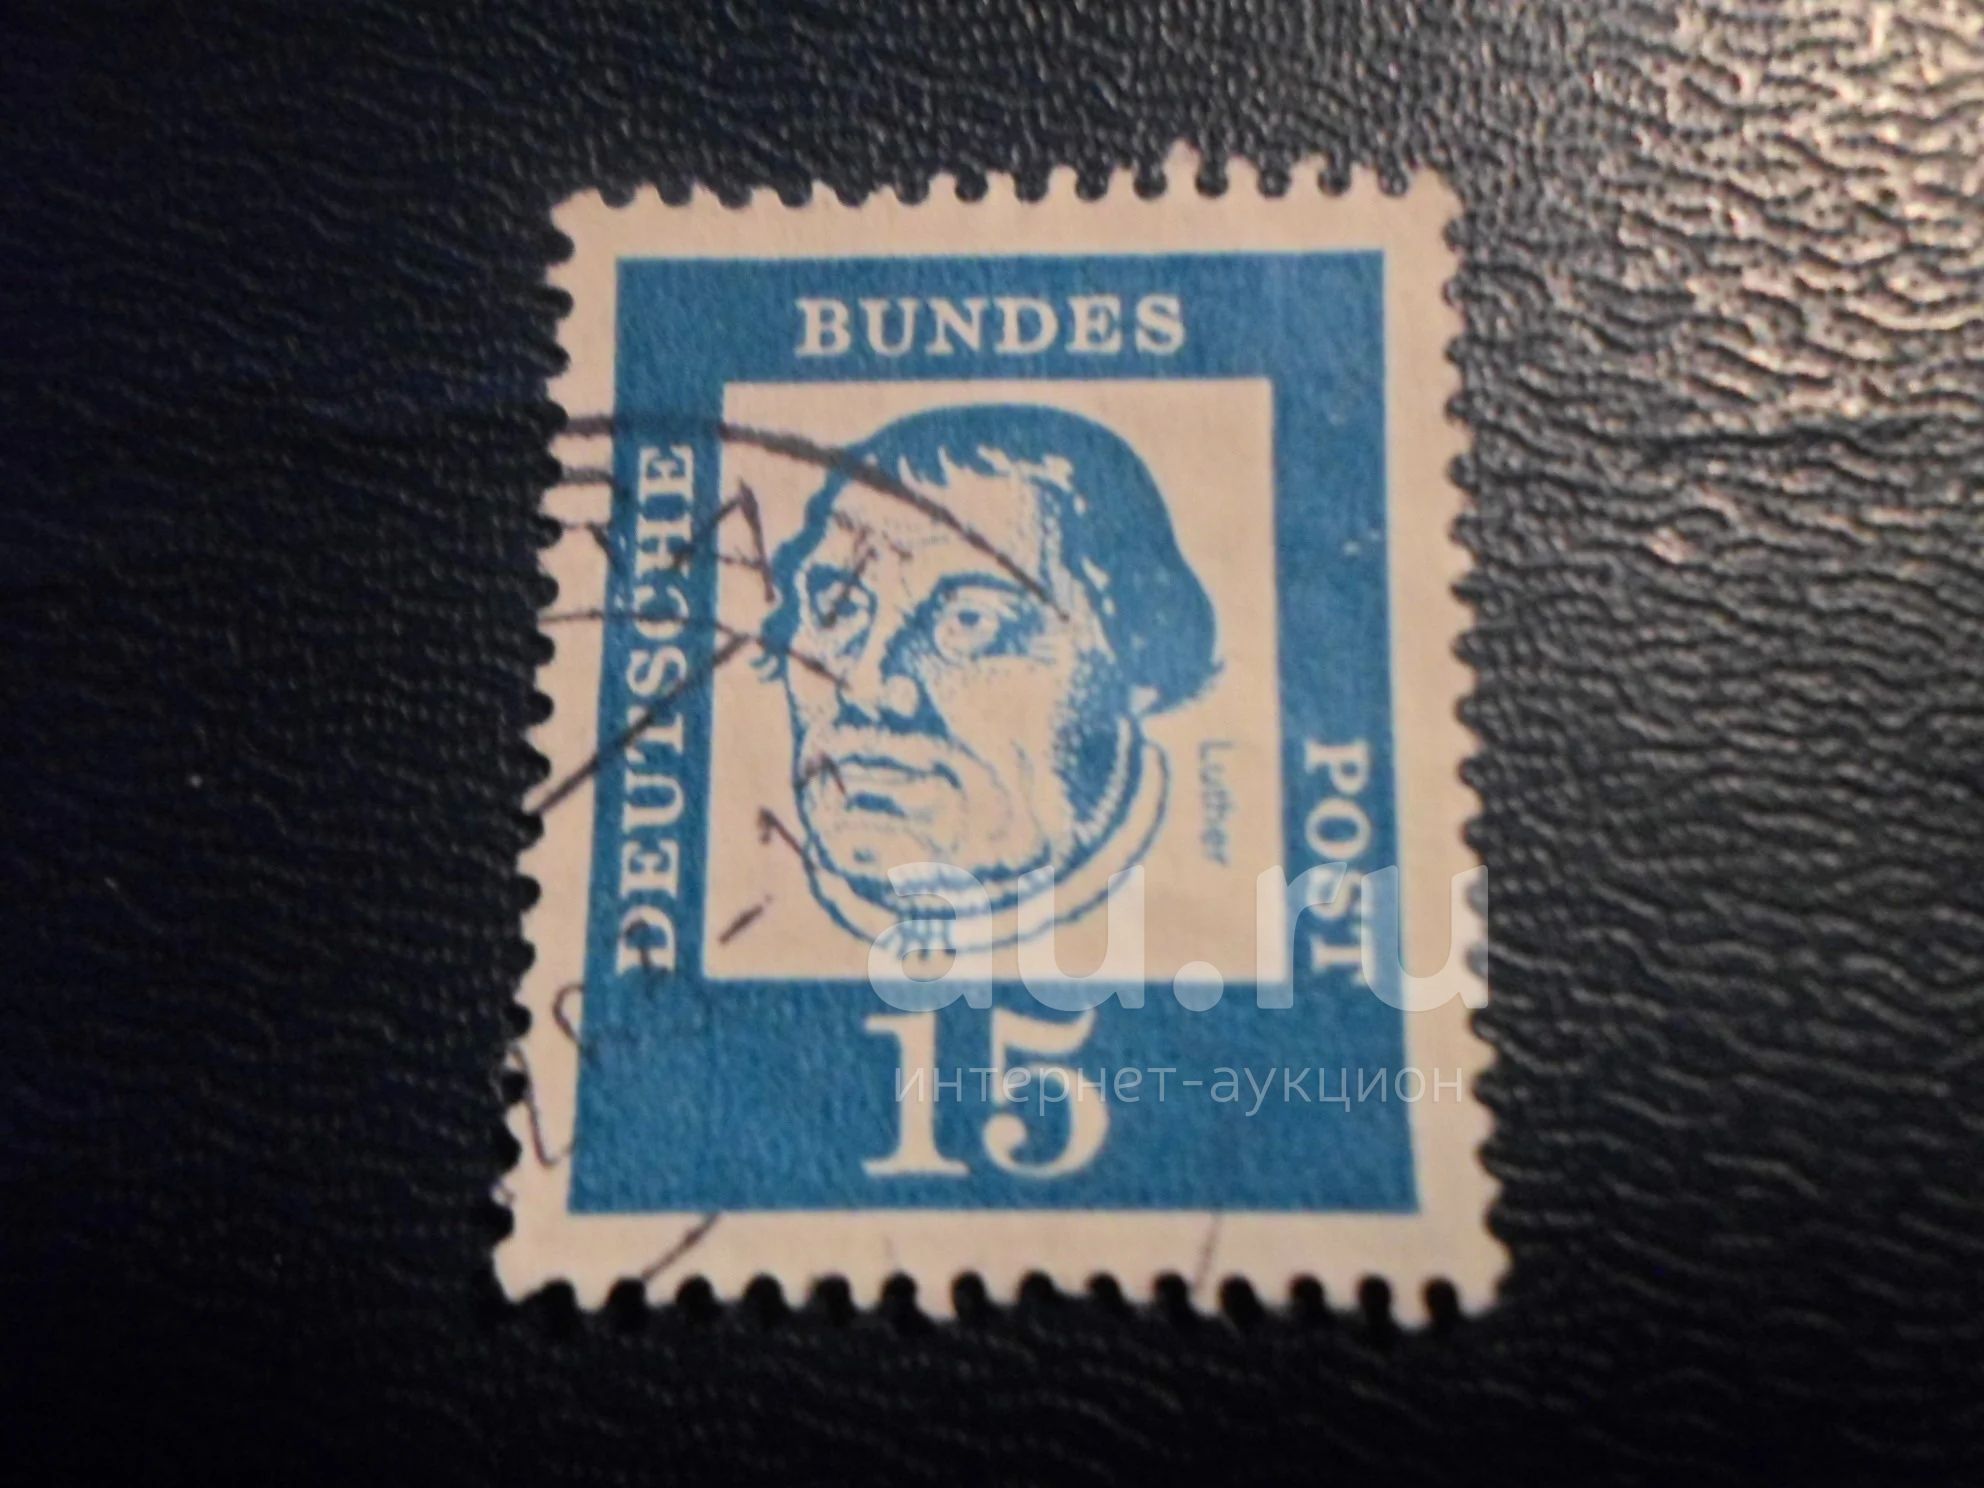 BUNDES
DEUTSCHE
POST
Luther
15
au.ru
интернет-аукцион